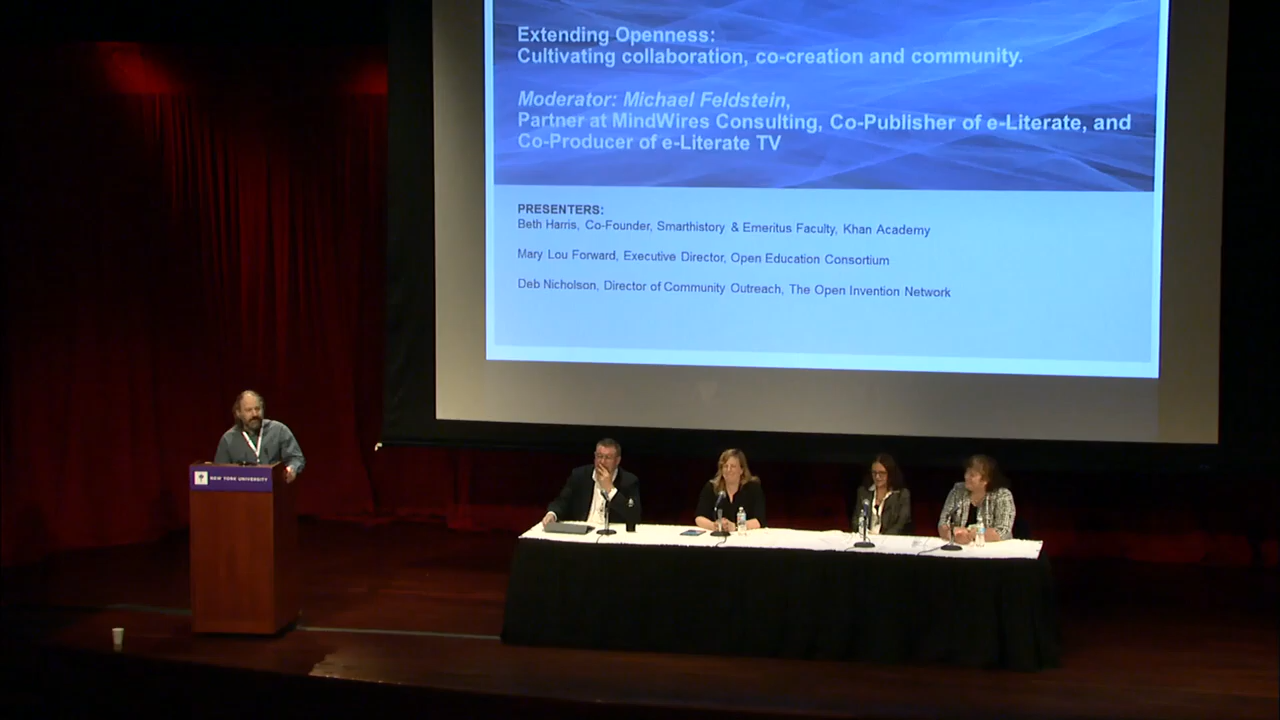 Extending Openness:
Cultivating collaboration, co-creation and community.
Moderator: Michael Feldstein,
Partner at MindWires Consulting, Co-Publisher of e-Literate, and
Co-Producer of e-Literate TV
PRESENTERS:
Beth Harris, Co-Founder, Smarthistory & Emeritus Faculty, Khan Academy
Mary Lou Forward, Executive Director, Open Education Consortium
Deb Nicholson, Director of Community Outreach, The Open Invention Network
NEW YORK UNIVERSITY